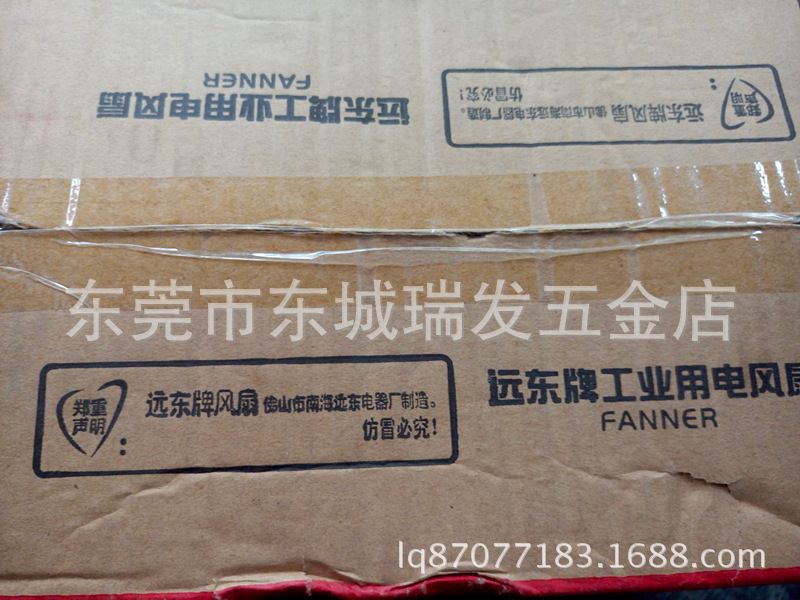 远东牌工业用电风扇
FANNER
郑重
声明
:
远东牌风扇 佛山市南海远东电器厂制造。
仿冒必究!
东莞市东城瑞发五金店
郑重
声明
:
远东牌风扇 佛山市南海远东电器厂制造。
仿冒必究!
远东牌工业用电风扇
FANNER
lq87077183.1688.com